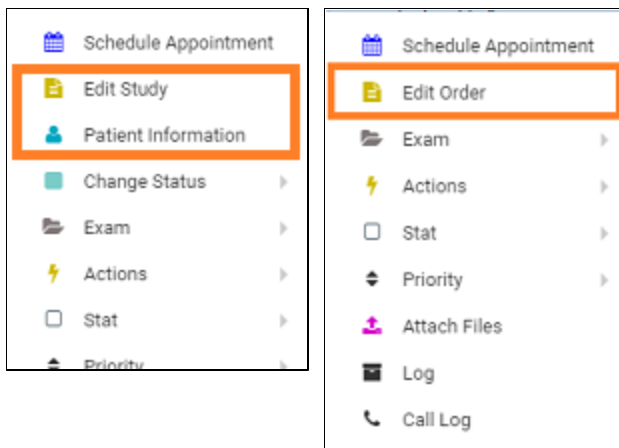 Schedule Appointment
Edit Study
Patient Information
Change Status
Exam
Actions
Stat
Priority
Schedule Appointment
Edit Order
Exam
Actions
Stat
Priority
Attach Files
Log
Call Log